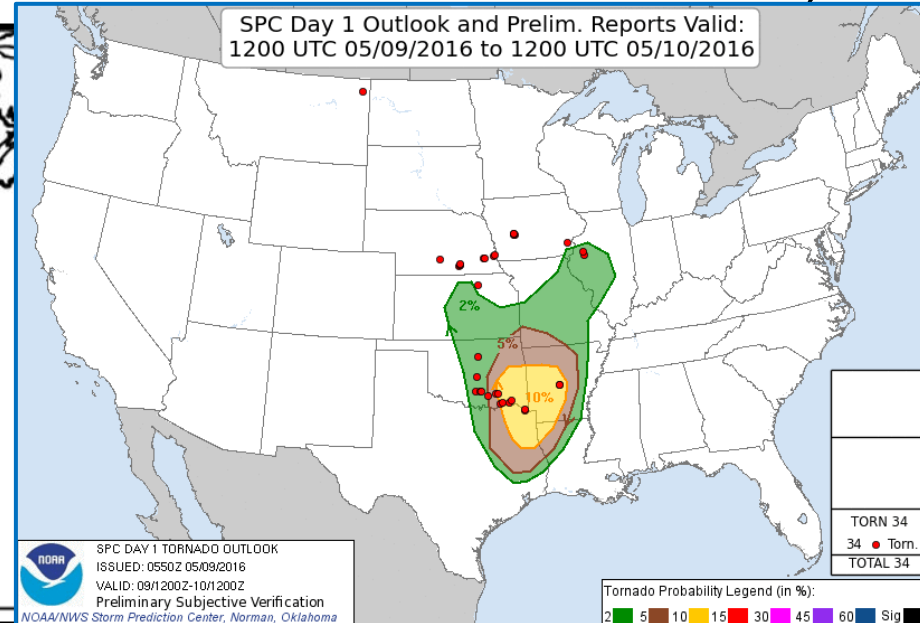 SPC Day 1 Outlook and Prelim. Reports Valid:
1200 UTC 05/09/2016 to 1200 UTC 05/10/2016
2%
5%
10%
TORN 34
34 Torn.
TOTAL 34
NOAA
SPC DAY 1 TORNADO OUTLOOK
ISSUED: 0550Z 05/09/2016
VALID: 09/1200Z-10/1200Z
Preliminary Subjective Verification
NOAA/NWS Storm Prediction Center, Norman, Oklahoma
Tornado Probability Legend (in %):
2 5 10 15 30 45 60 Sig